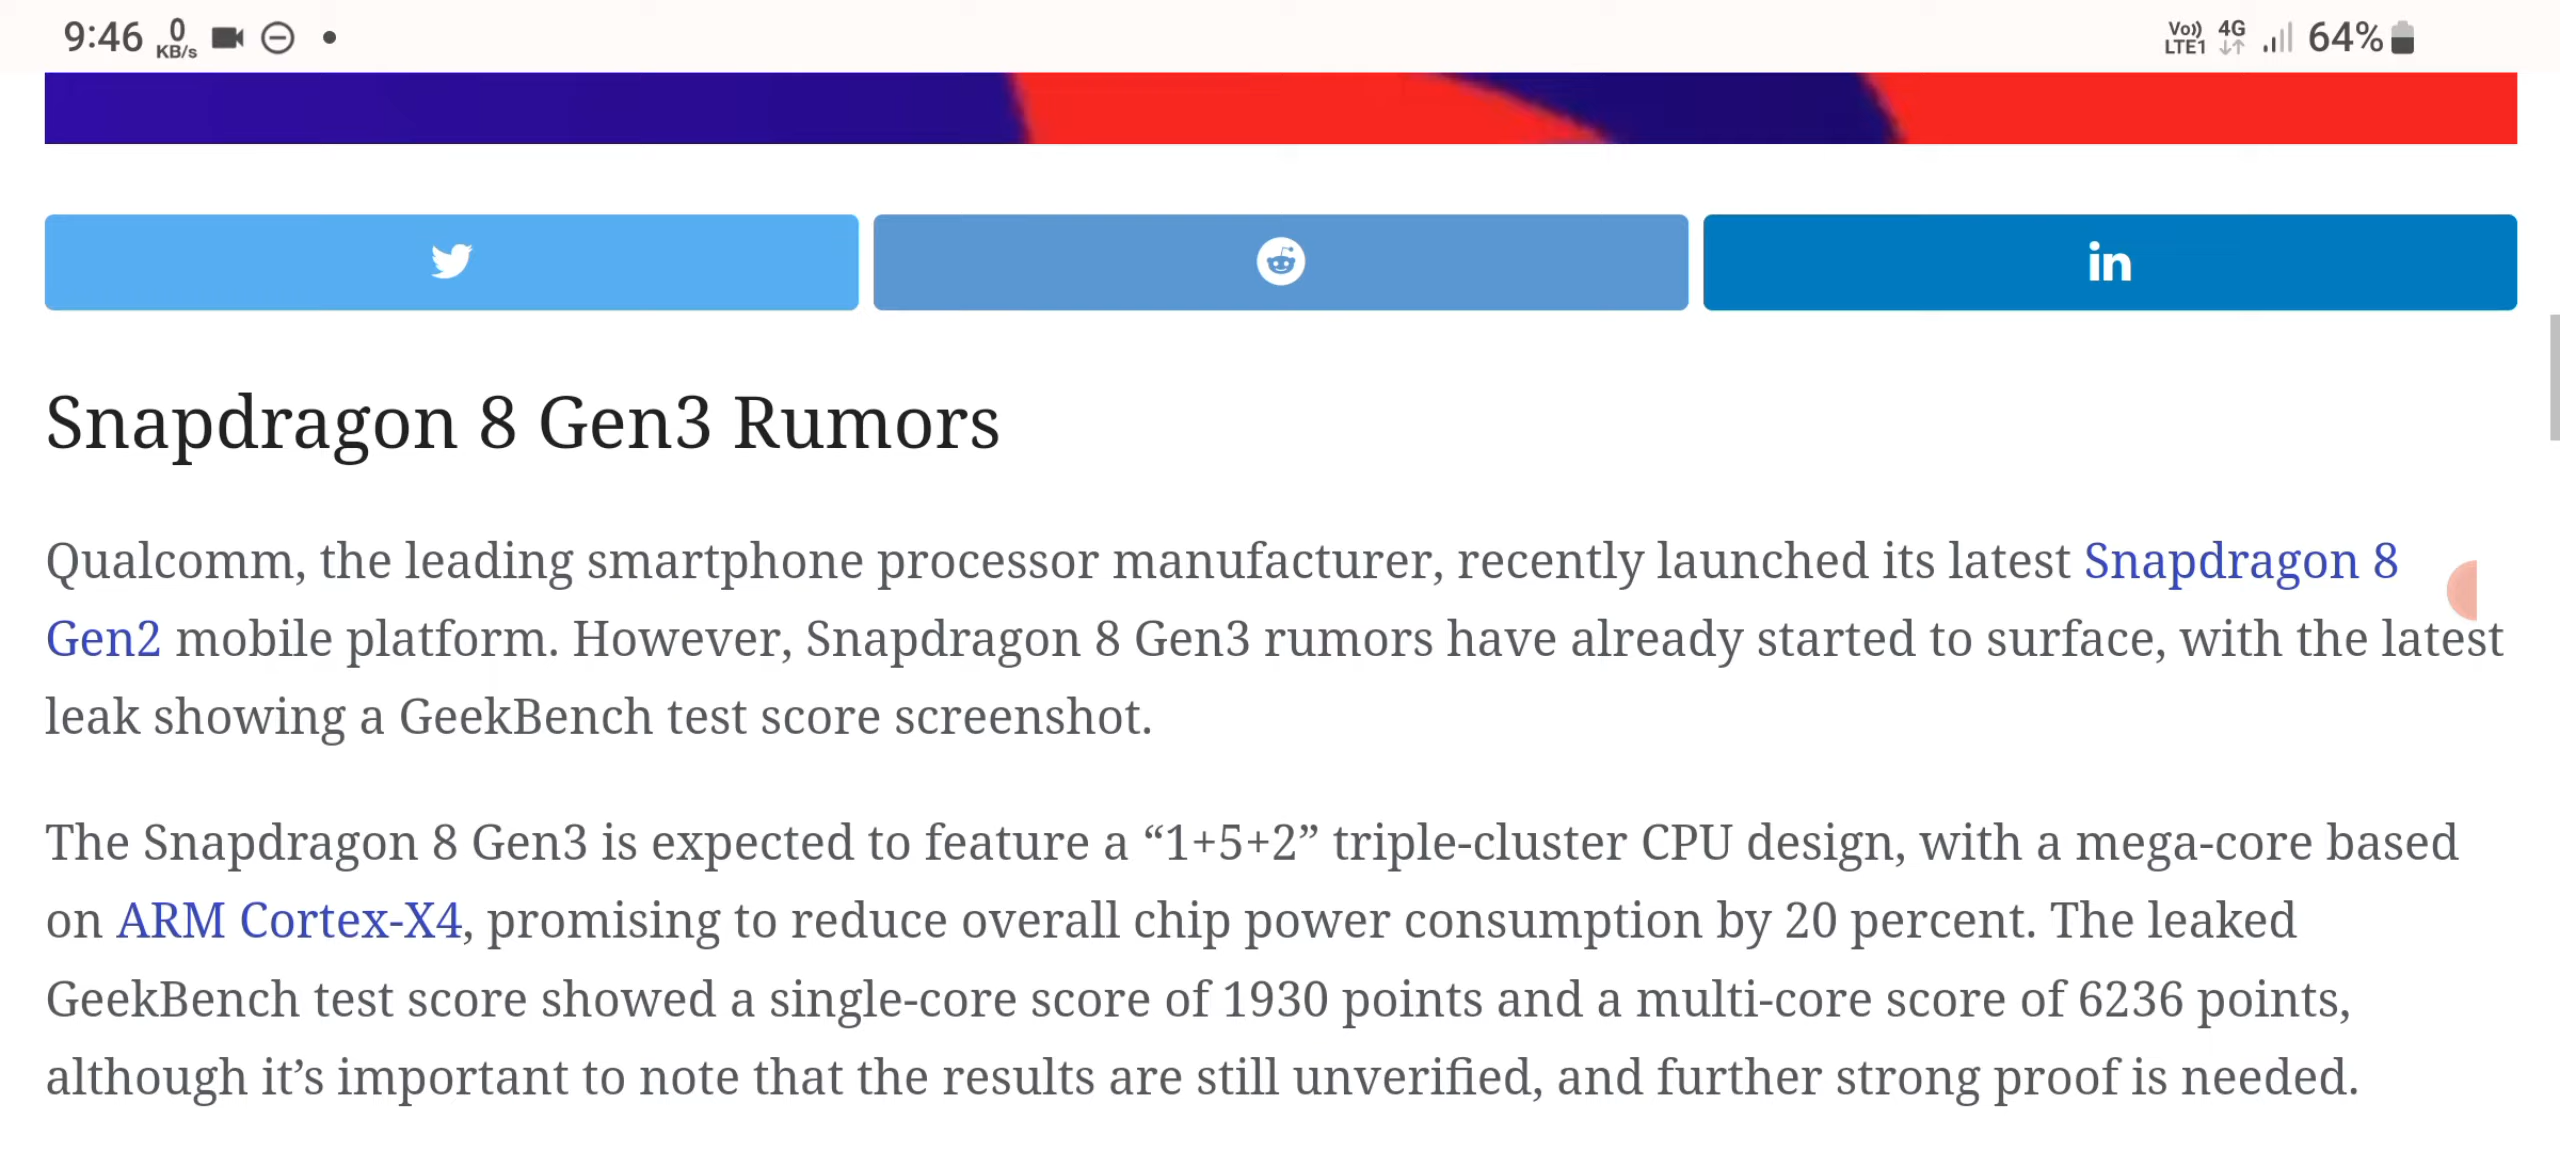 9:46 0 KB/s Vo)) LTE1 4G 64%
in
Snapdragon 8 Gen3 Rumors
Qualcomm, the leading smartphone processor manufacturer, recently launched its latest Snapdragon 8
Gen2 mobile platform. However, Snapdragon 8 Gen3 rumors have already started to surface, with the latest
leak showing a GeekBench test score screenshot.
The Snapdragon 8 Gen3 is expected to feature a “1+5+2” triple-cluster CPU design, with a mega-core based
on ARM Cortex-X4, promising to reduce overall chip power consumption by 20 percent. The leaked
GeekBench test score showed a single-core score of 1930 points and a multi-core score of 6236 points,
although it’s important to note that the results are still unverified, and further strong proof is needed.